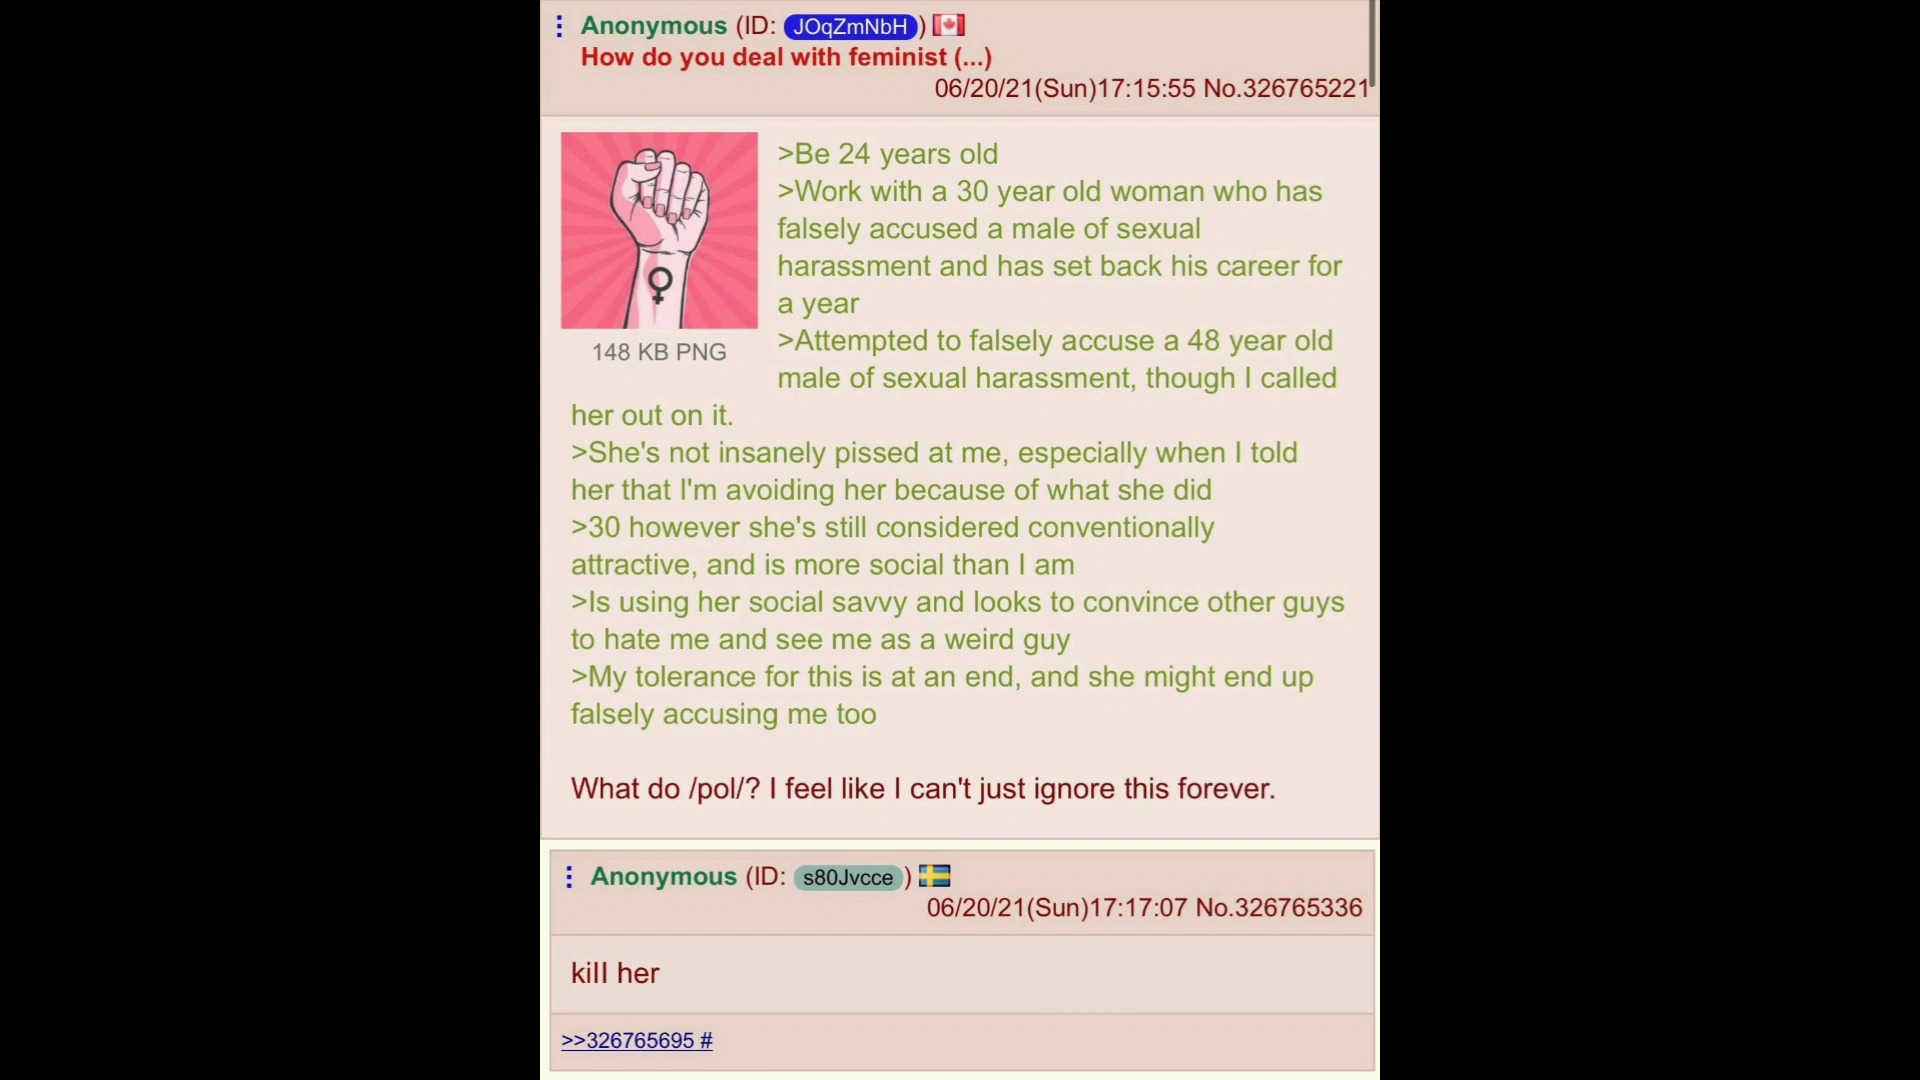 Anonymous (ID: JOqZmNbH)
How do you deal with feminist (...)
06/20/21(Sun)17:15:55 No.326765221
>Be 24 years old
>Work with a 30 year old woman who has
falsely accused a male of sexual
harassment and has set back his career for
a year
>Attempted to falsely accuse a 48 year old
male of sexual harassment, though I called
her out on it.
148 KB PNG
>She's not insanely pissed at me, especially when I told
her that I'm avoiding her because of what she did
>30 however she's still considered conventionally
attractive, and is more social than I am
>Is using her social savvy and looks to convince other guys
to hate me and see me as a weird guy
>My tolerance for this is at an end, and she might end up
falsely accusing me too
What do /pol/? I feel like I can't just ignore this forever.
Anonymous (ID: s80Jvcce)
06/20/21(Sun)17:17:07 No.326765336
kill her
>>326765695 #